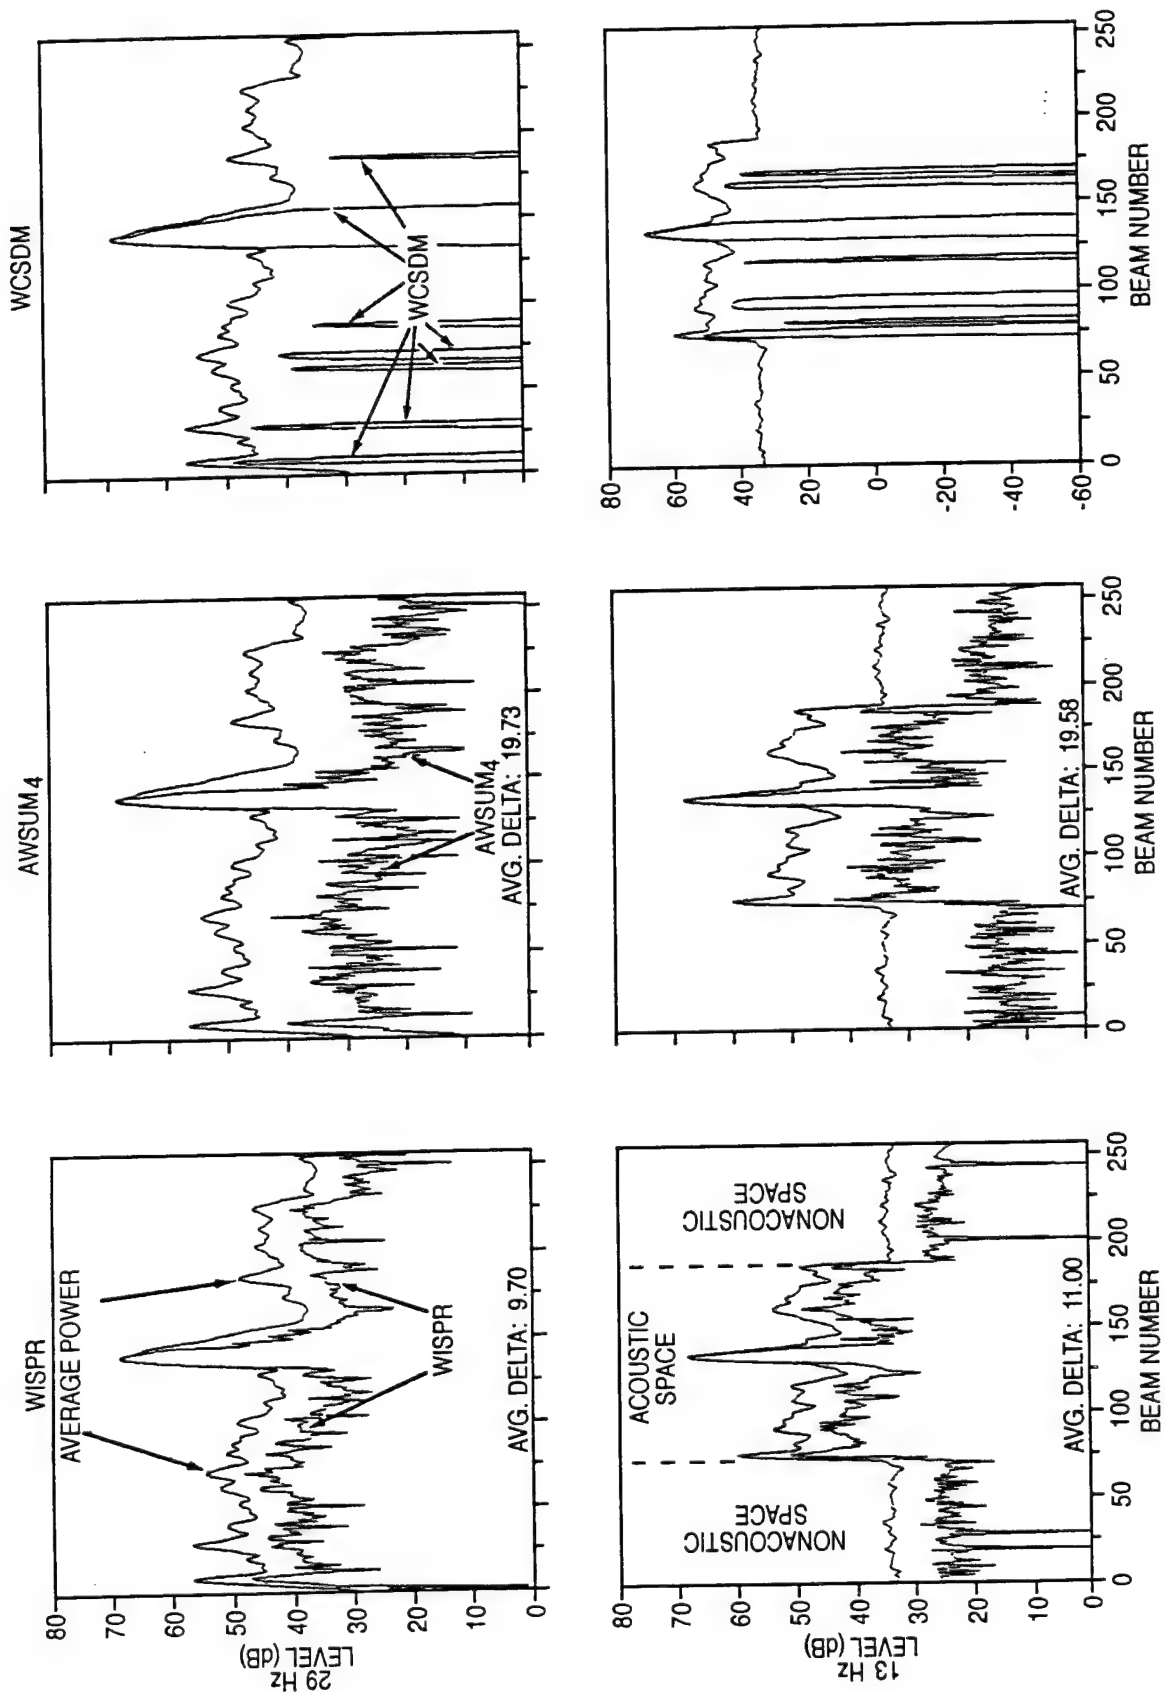 WISPR
AWSUM 4
WCSDM
AVERAGE POWER
WISPR
AVG. DELTA: 9.70
AWSUM4
AVG. DELTA: 19.73
WCSDM
29 Hz
LEVEL (dB)
80
70
60
50
40
30
20
10
0
NONACOUSTIC
SPACE
ACOUSTIC
SPACE
NONACOUSTIC
SPACE
AVG. DELTA: 11.00
AVG. DELTA: 19.58
13 Hz
LEVEL (dB)
80
70
60
50
40
30
20
10
0
80
60
40
20
0
-20
-40
-60
0 50 100 150 200 250
BEAM NUMBER
0 50 100 150 200 250
BEAM NUMBER
0 50 100 150 200 250
BEAM NUMBER